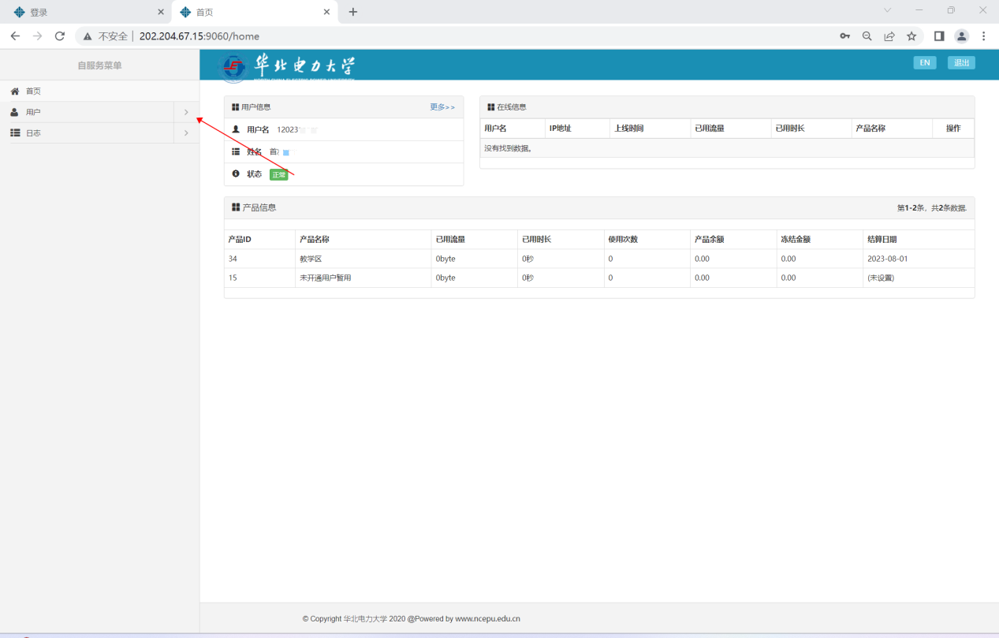 登录
首页
不安全 202.204.67.15:9060/home
自服务菜单
华北电力大学
NORTH CHINA ELECTRIC POWER UNIVERSITY
EN 退出
首页
用户
日志
用户信息 更多>>
用户名 12023
姓名 首
状态 正常
在线信息
用户名 IP地址 上线时间 已用流量 已用时长 产品名称 操作
没有找到数据。
产品信息 第1-2条，共2条数据.
产品ID 产品名称 已用流量 已用时长 使用次数 产品余额 冻结金额 结算日期
34 教学区 0byte 0秒 0 0.00 0.00 2023-08-01
15 未开通用户暂用 0byte 0秒 0 0.00 0.00 (未设置)
© Copyright 华北电力大学 2020 @Powered by www.ncepu.edu.cn